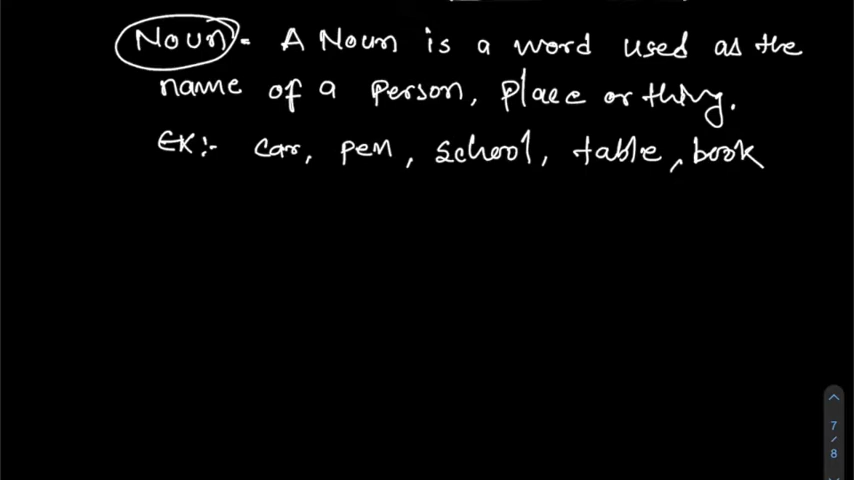 Noun - A Noun is a word used as the
name of a person, place or thing.
EX:- car, pen, school, table, book
7
/
8